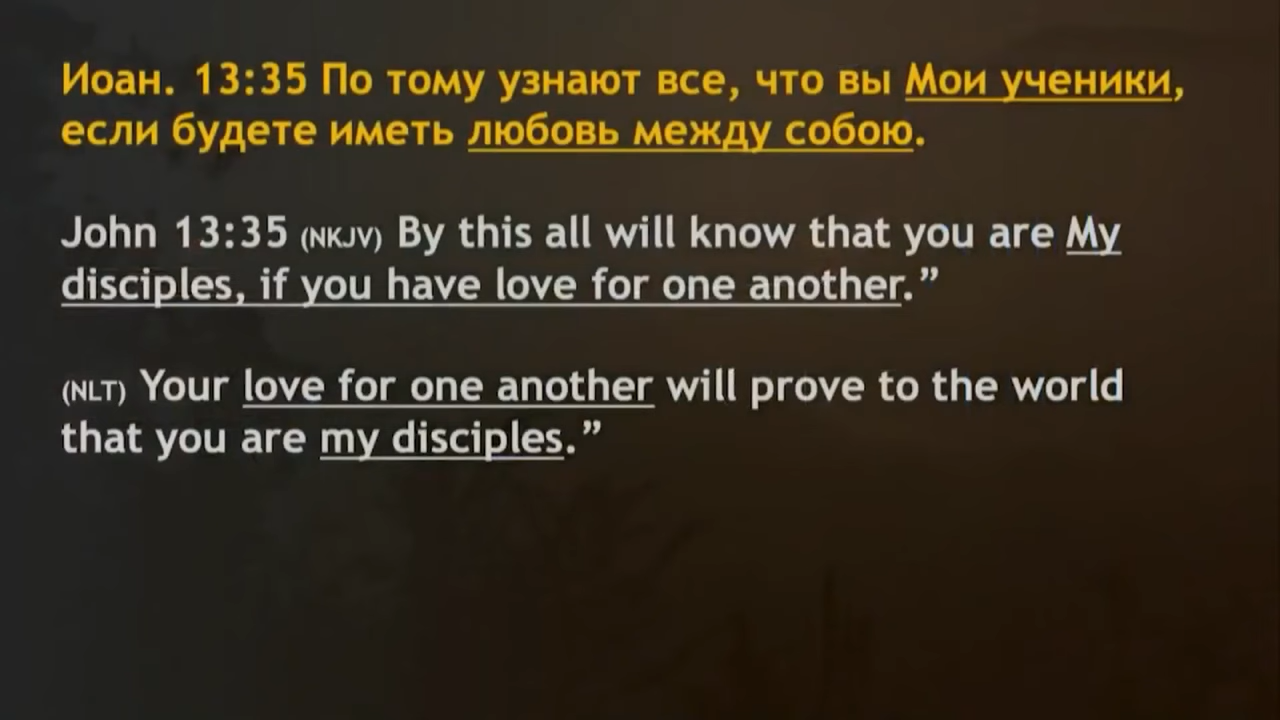 Иоан. 13:35 По тому узнают все, что вы Мои ученики,
если будете иметь любовь между собою.
John 13:35 (NKJV) By this all will know that you are My
disciples, if you have love for one another.”
(NLT) Your love for one another will prove to the world
that you are my disciples.”